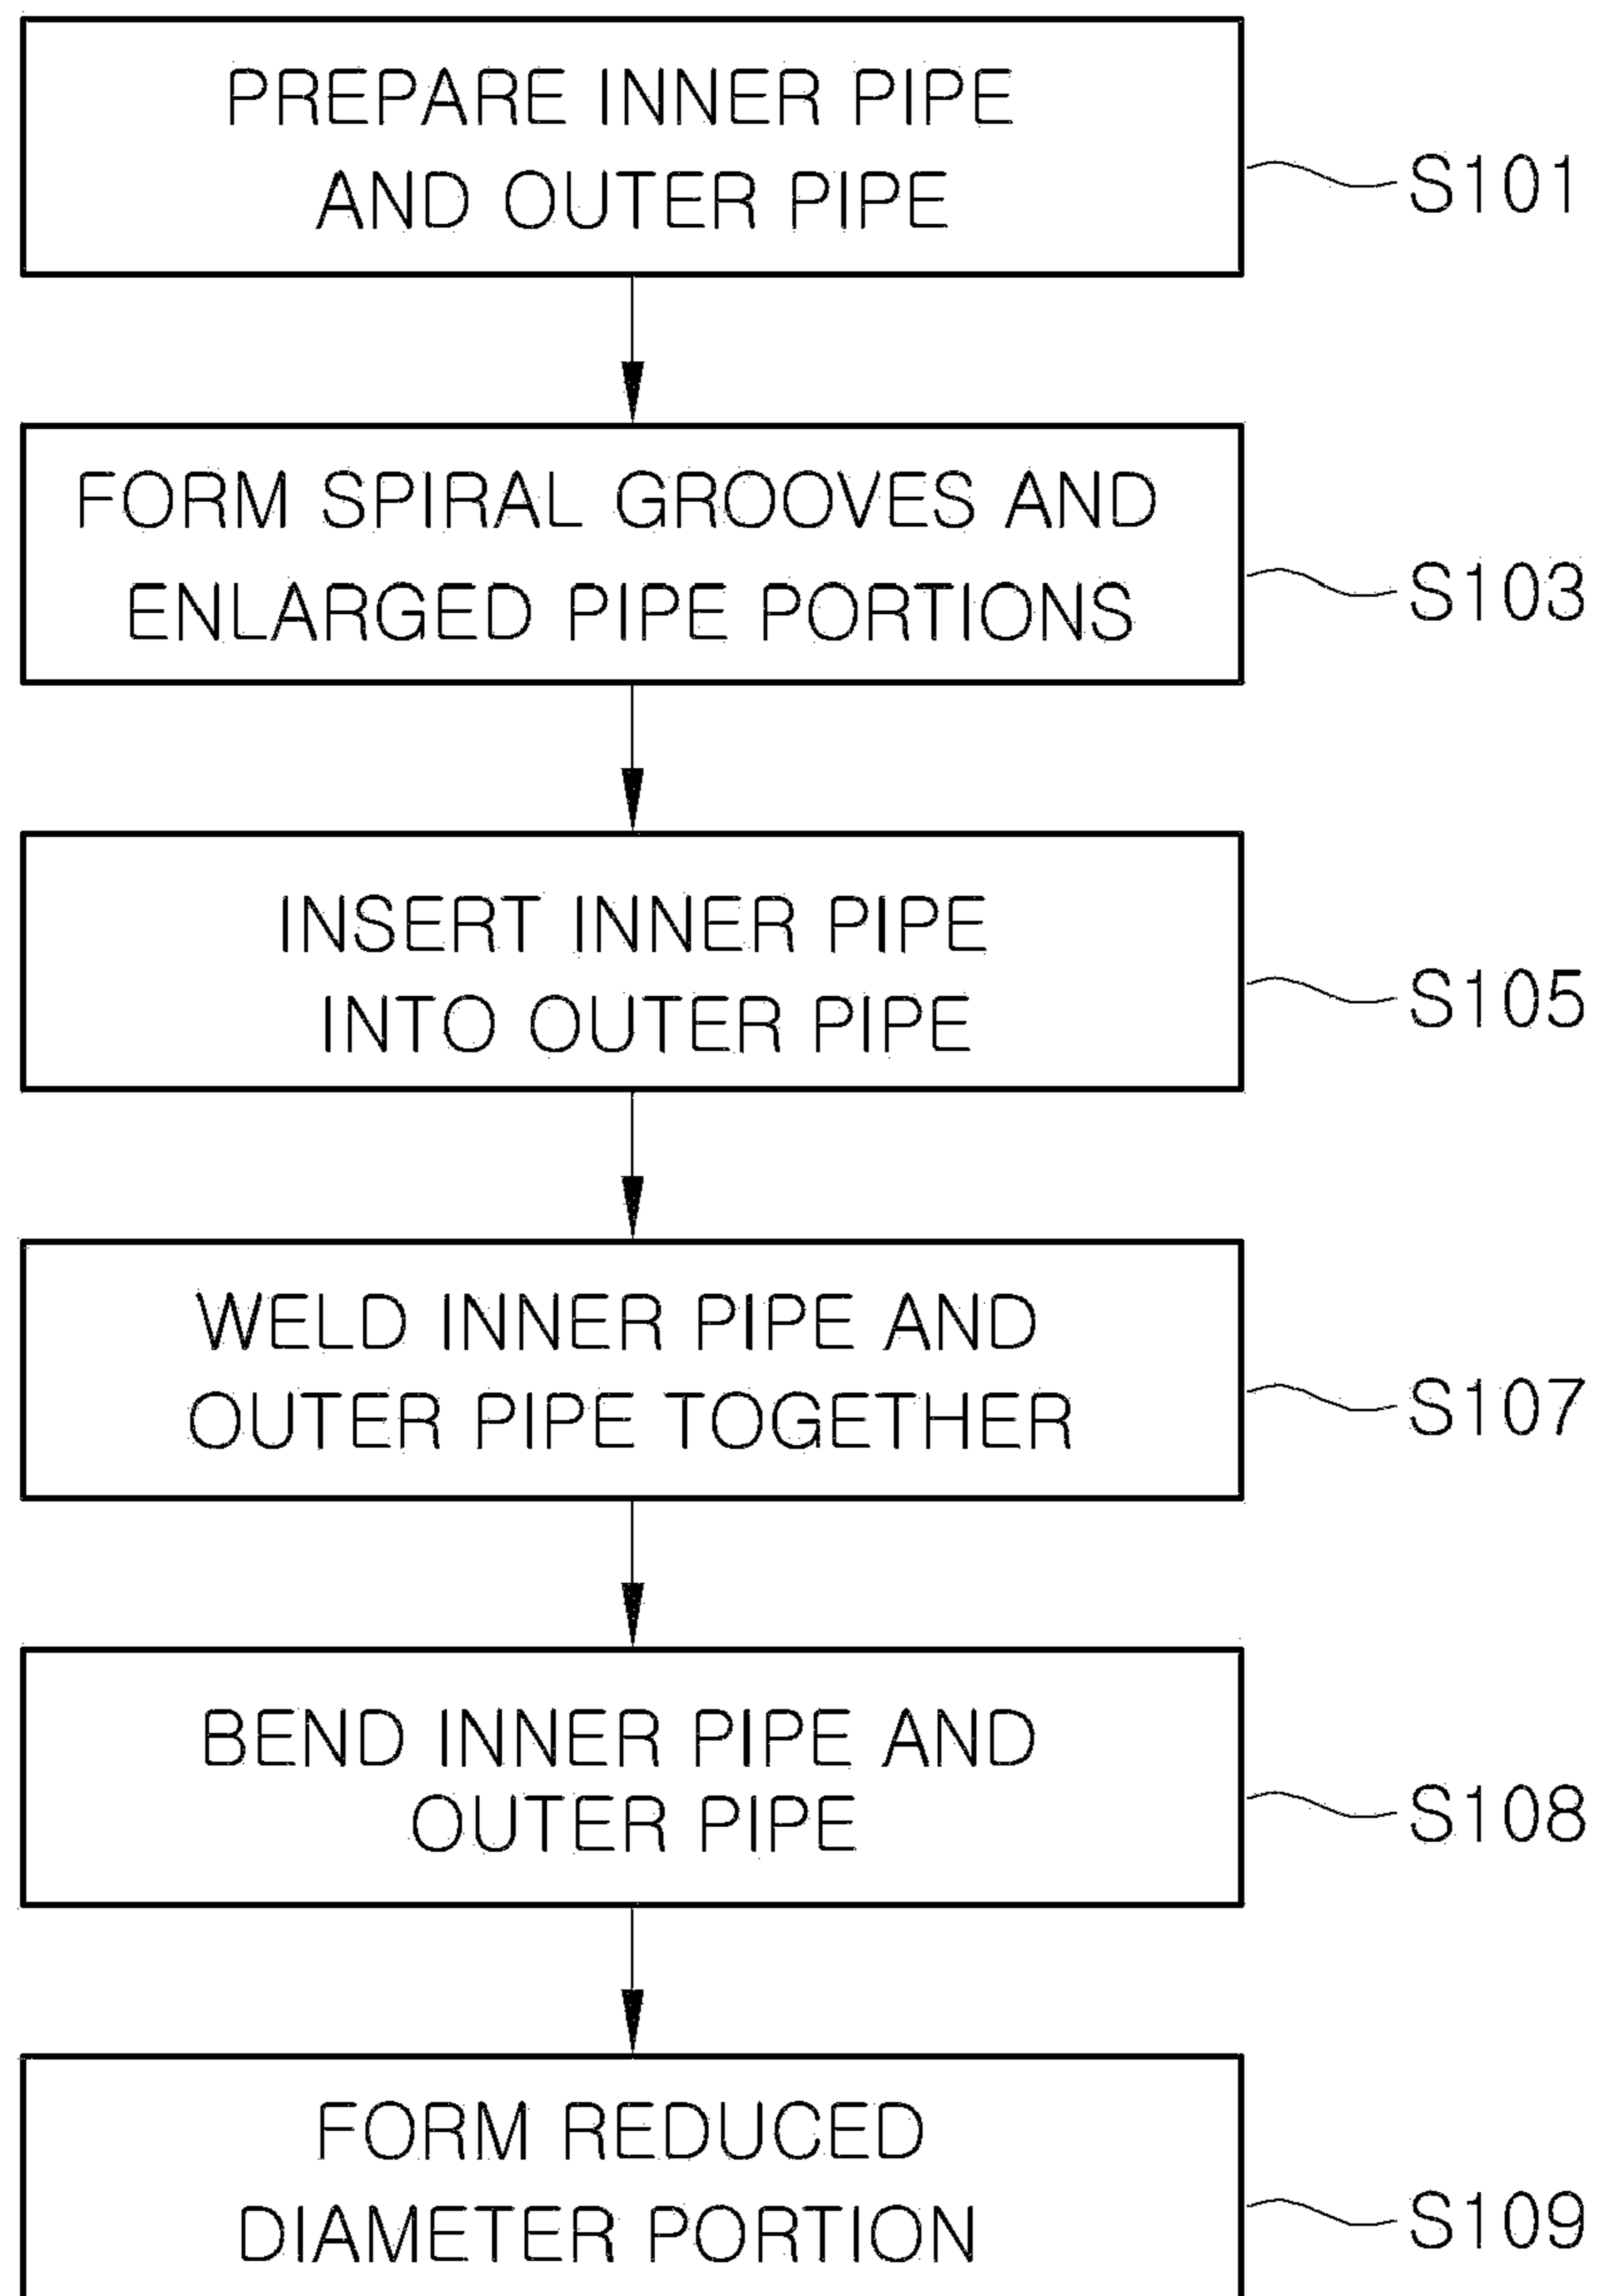 PREPARE INNER PIPE
AND OUTER PIPE
S101
FORM SPIRAL GROOVES AND
ENLARGED PIPE PORTIONS
S103
INSERT INNER PIPE
INTO OUTER PIPE
S105
WELD INNER PIPE AND
OUTER PIPE TOGETHER
S107
BEND INNER PIPE AND
OUTER PIPE
S108
FORM REDUCED
DIAMETER PORTION
S109